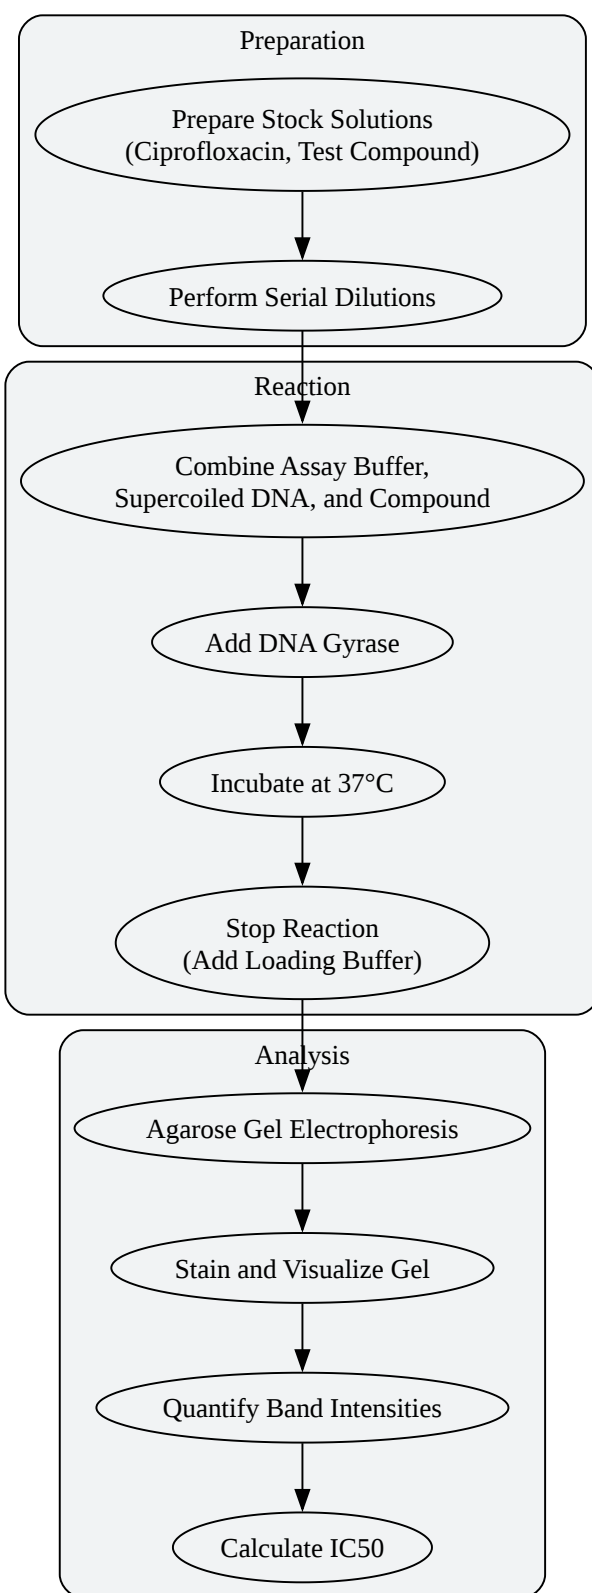 Preparation
Prepare Stock Solutions
(Ciprofloxacin, Test Compound)
Perform Serial Dilutions
Reaction
Combine Assay Buffer,
Supercoiled DNA, and Compound
Add DNA Gyrase
Incubate at 37°C
Stop Reaction
(Add Loading Buffer)
Analysis
Agarose Gel Electrophoresis
Stain and Visualize Gel
Quantify Band Intensities
Calculate IC50